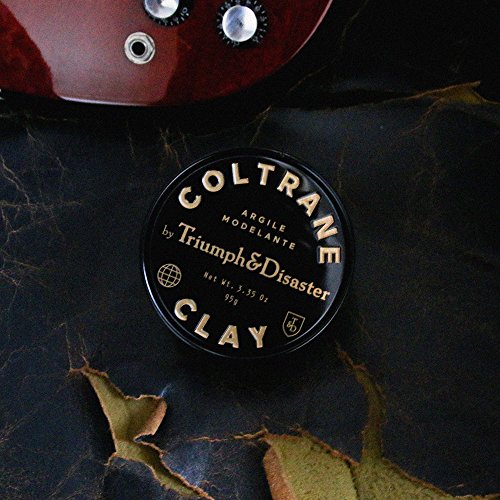 COLTRANE
ARGILE
MODELANTE
by Triumph&Disaster
Net Wt. 3.35 Oz
95g
CLAY
T&D